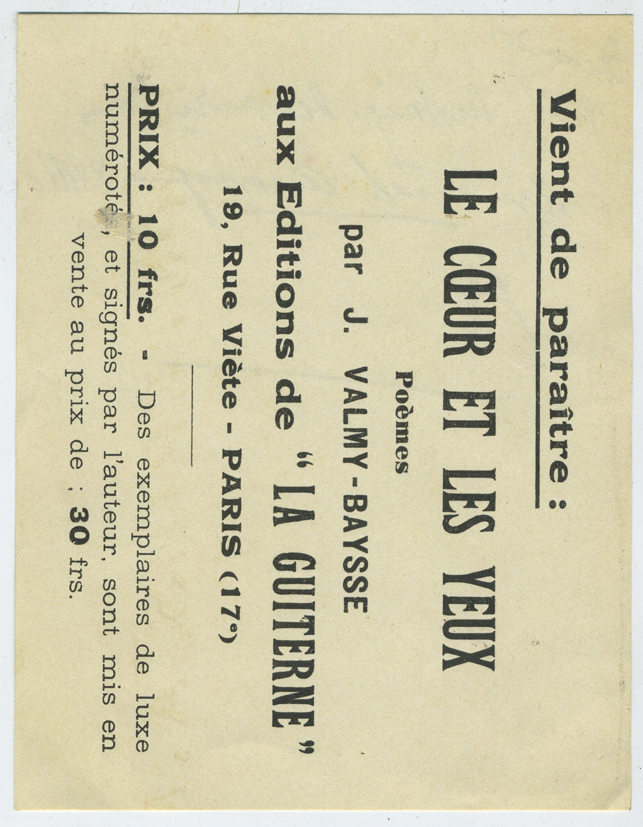 Vient de paraître :
LE CŒUR ET LES YEUX
Poèmes
par J. VALMY-BAYSSE
aux Editions de “LA GUITERNE”
19, Rue Viète - PARIS (17e)
PRIX : 10 frs. - Des exemplaires de luxe
numéroté, et signés par l'auteur, sont mis en
vente au prix de : 30 frs.